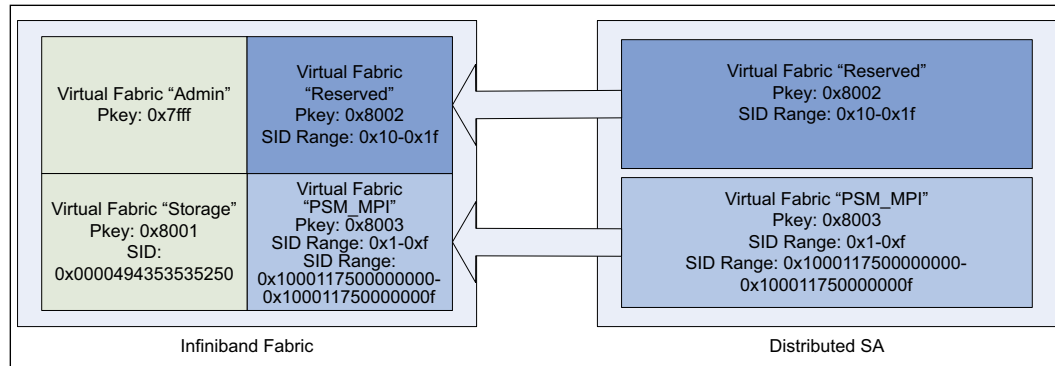 Virtual Fabric “Admin”
Pkey: 0x7fff
Virtual Fabric
“Reserved”
Pkey: 0x8002
SID Range: 0x10-0x1f
Virtual Fabric “Storage”
Pkey: 0x8001
SID:
0x0000494353535250
Virtual Fabric
“PSM_MPI”
Pkey: 0x8003
SID Range: 0x1-0xf
SID Range:
0x1000117500000000-
0x100011750000000f
Infiniband Fabric
Virtual Fabric “Reserved”
Pkey: 0x8002
SID Range: 0x10-0x1f
Virtual Fabric “PSM_MPI”
Pkey: 0x8003
SID Range: 0x1-0xf
SID Range: 0x1000117500000000-
0x100011750000000f
Distributed SA